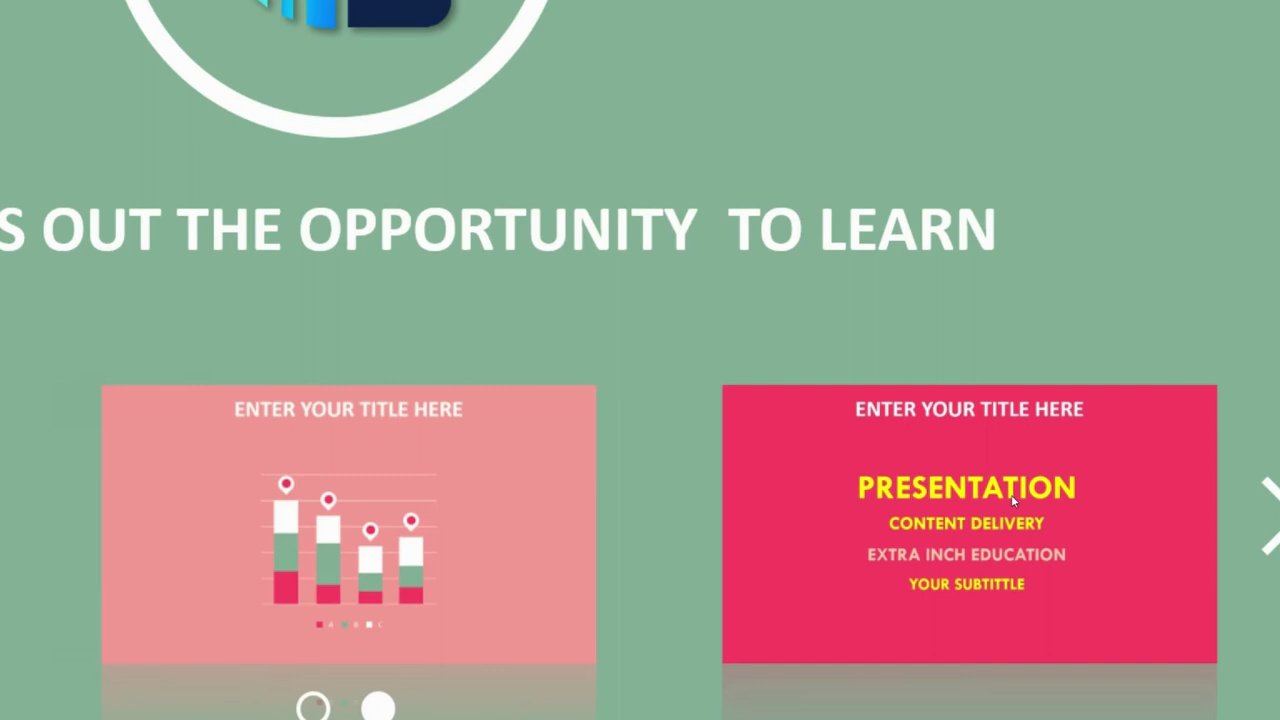 S OUT THE OPPORTUNITY TO LEARN
ENTER YOUR TITLE HERE
A B C
ENTER YOUR TITLE HERE
PRESENTATION
CONTENT DELIVERY
EXTRA INCH EDUCATION
YOUR SUBTITTLE